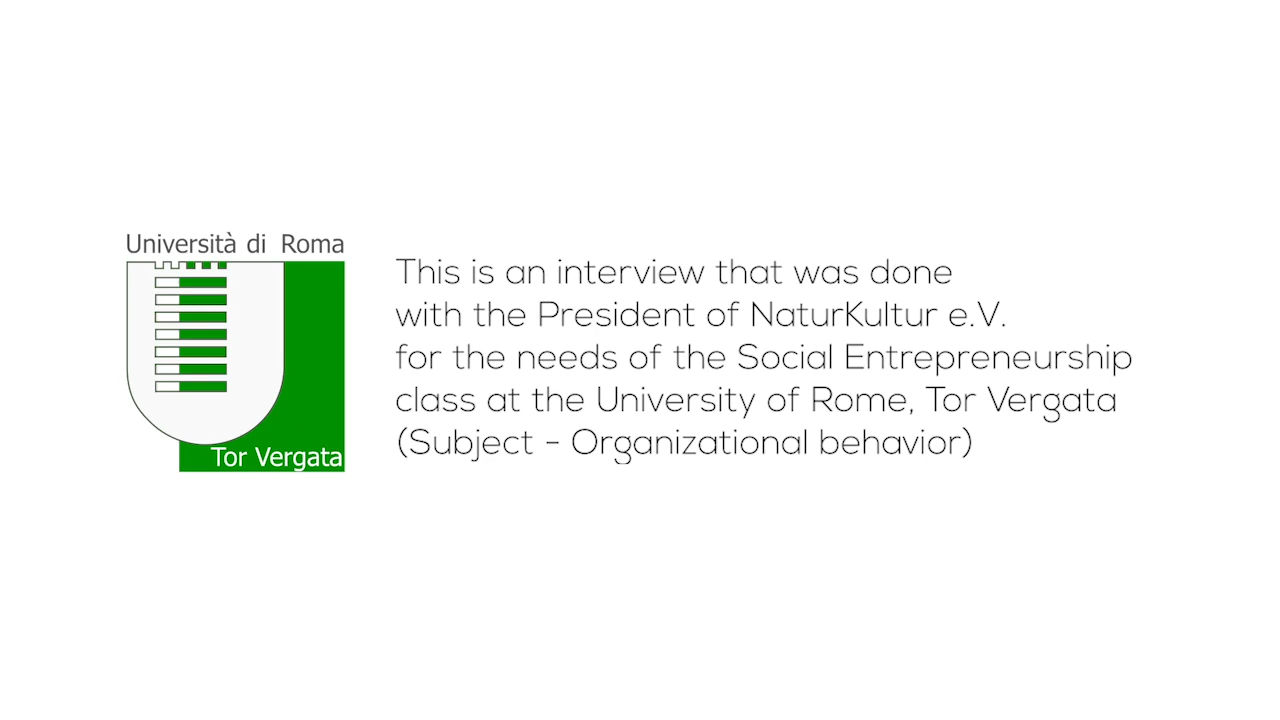 Università di Roma
Tor Vergata
This is an interview that was done
with the President of NaturKultur e.V.
for the needs of the Social Entrepreneurship
class at the University of Rome, Tor Vergata
(Subject - Organizational behavior)